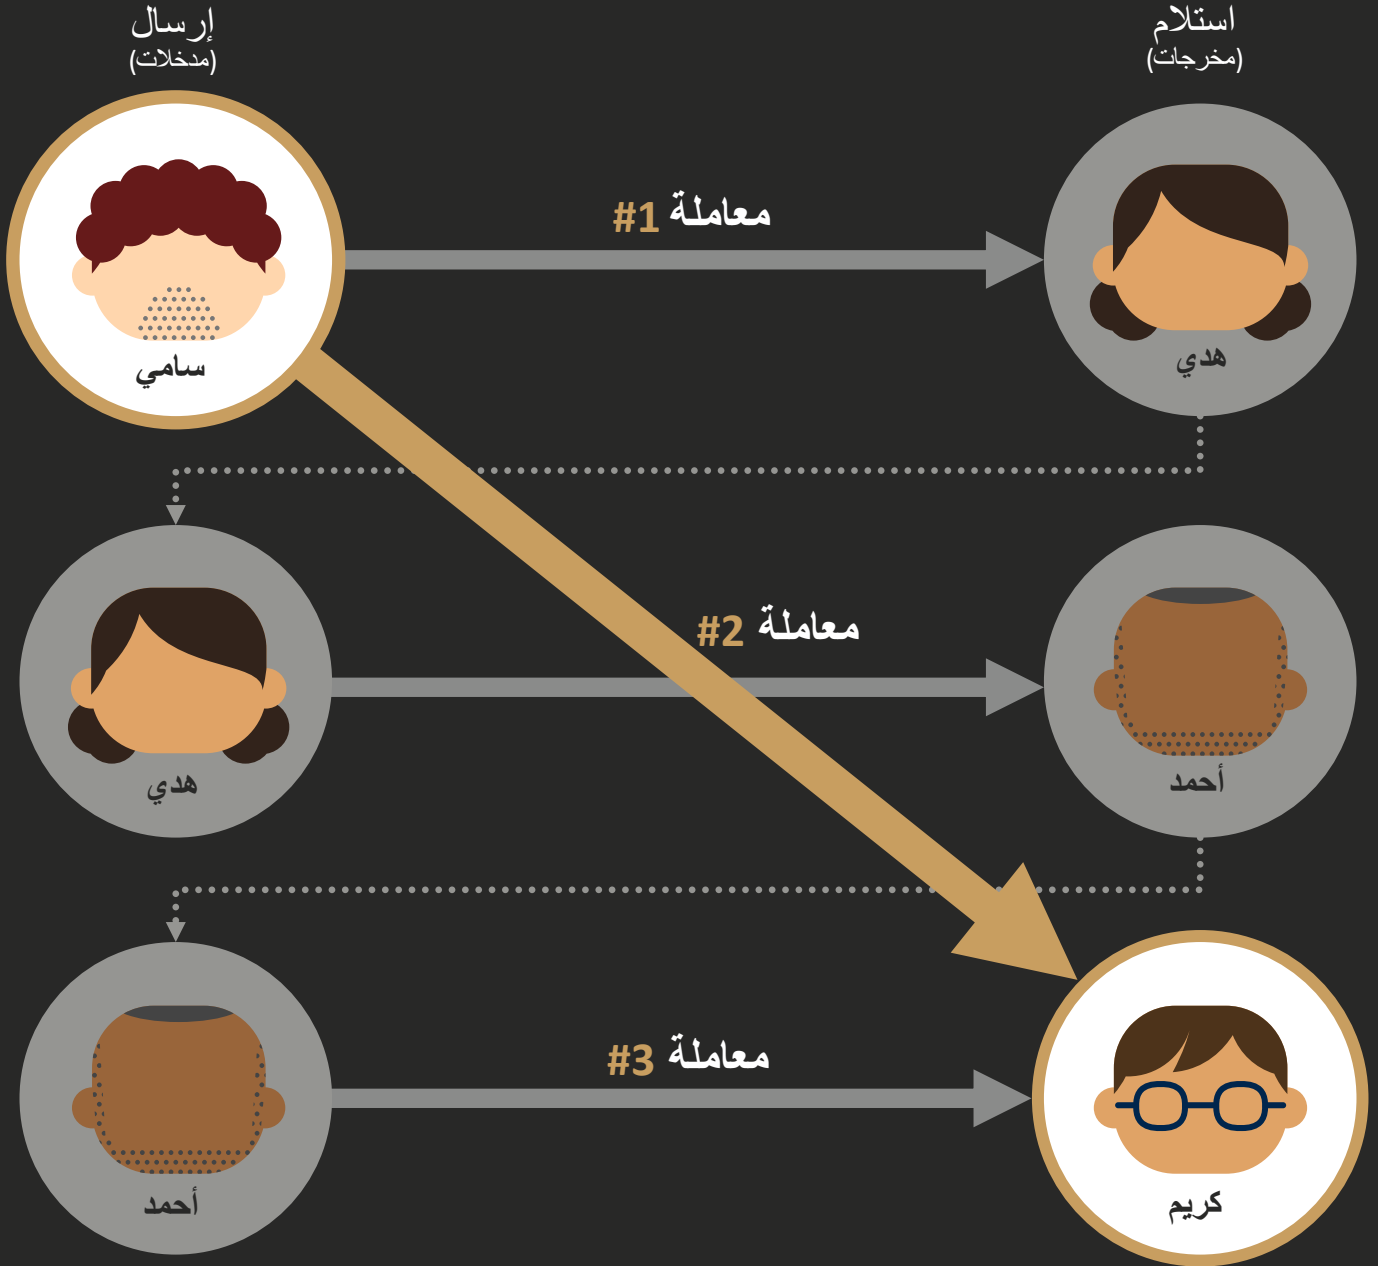 استلام
(مخرجات)
إرسال
(مدخلات)
معاملة #1
سامي
هدي
معاملة #2
هدي
أحمد
معاملة #3
أحمد
كريم